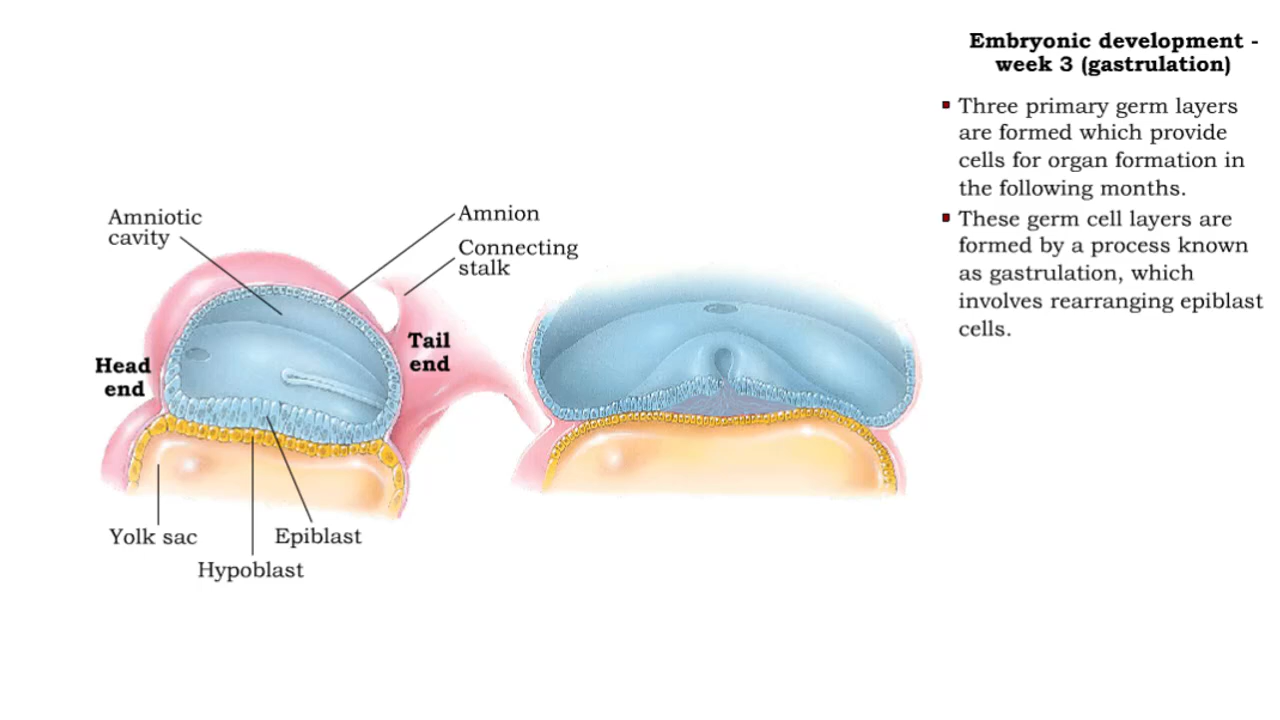 Embryonic development -
week 3 (gastrulation)
▪ Three primary germ layers
are formed which provide
cells for organ formation in
the following months.
▪ These germ cell layers are
formed by a process known
as gastrulation, which
involves rearranging epiblast
cells.
Amniotic
cavity
Amnion
Connecting
stalk
Tail
end
Head
end
Yolk sac
Epiblast
Hypoblast